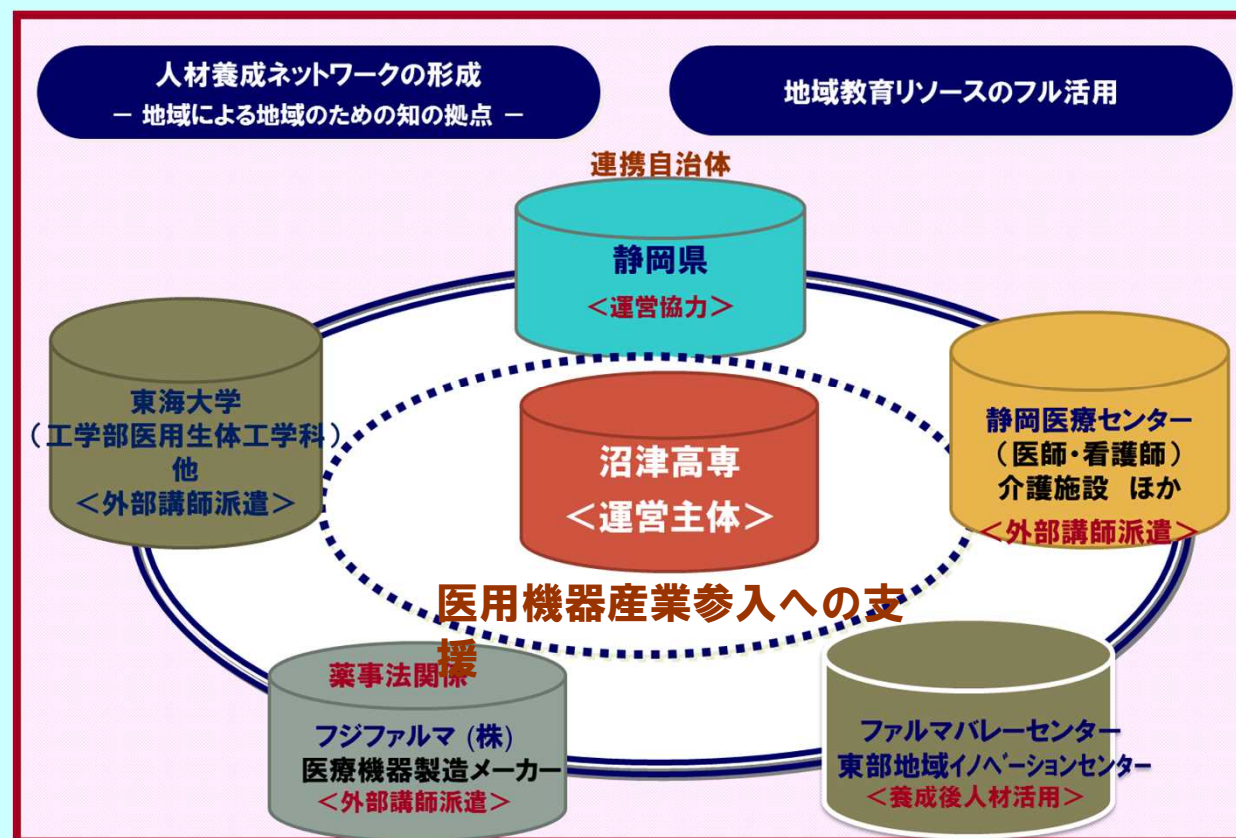 人材養成ネットワークの形成
－ 地域による地域のための知の拠点 －
地域教育リソースのフル活用
連携自治体
静岡県
＜運営協力＞
東海大学
（工学部医用生体工学科）
他
＜外部講師派遣＞
沼津高専
＜運営主体＞
静岡医療センター
（医師・看護師）
介護施設 ほか
＜外部講師派遣＞
医用機器産業参入への支
援
薬事法関係
フジファルマ (株)
医療機器製造メーカー
＜外部講師派遣＞
ファルマバレーセンター
東部地域イノベーションセンター
＜養成後人材活用＞